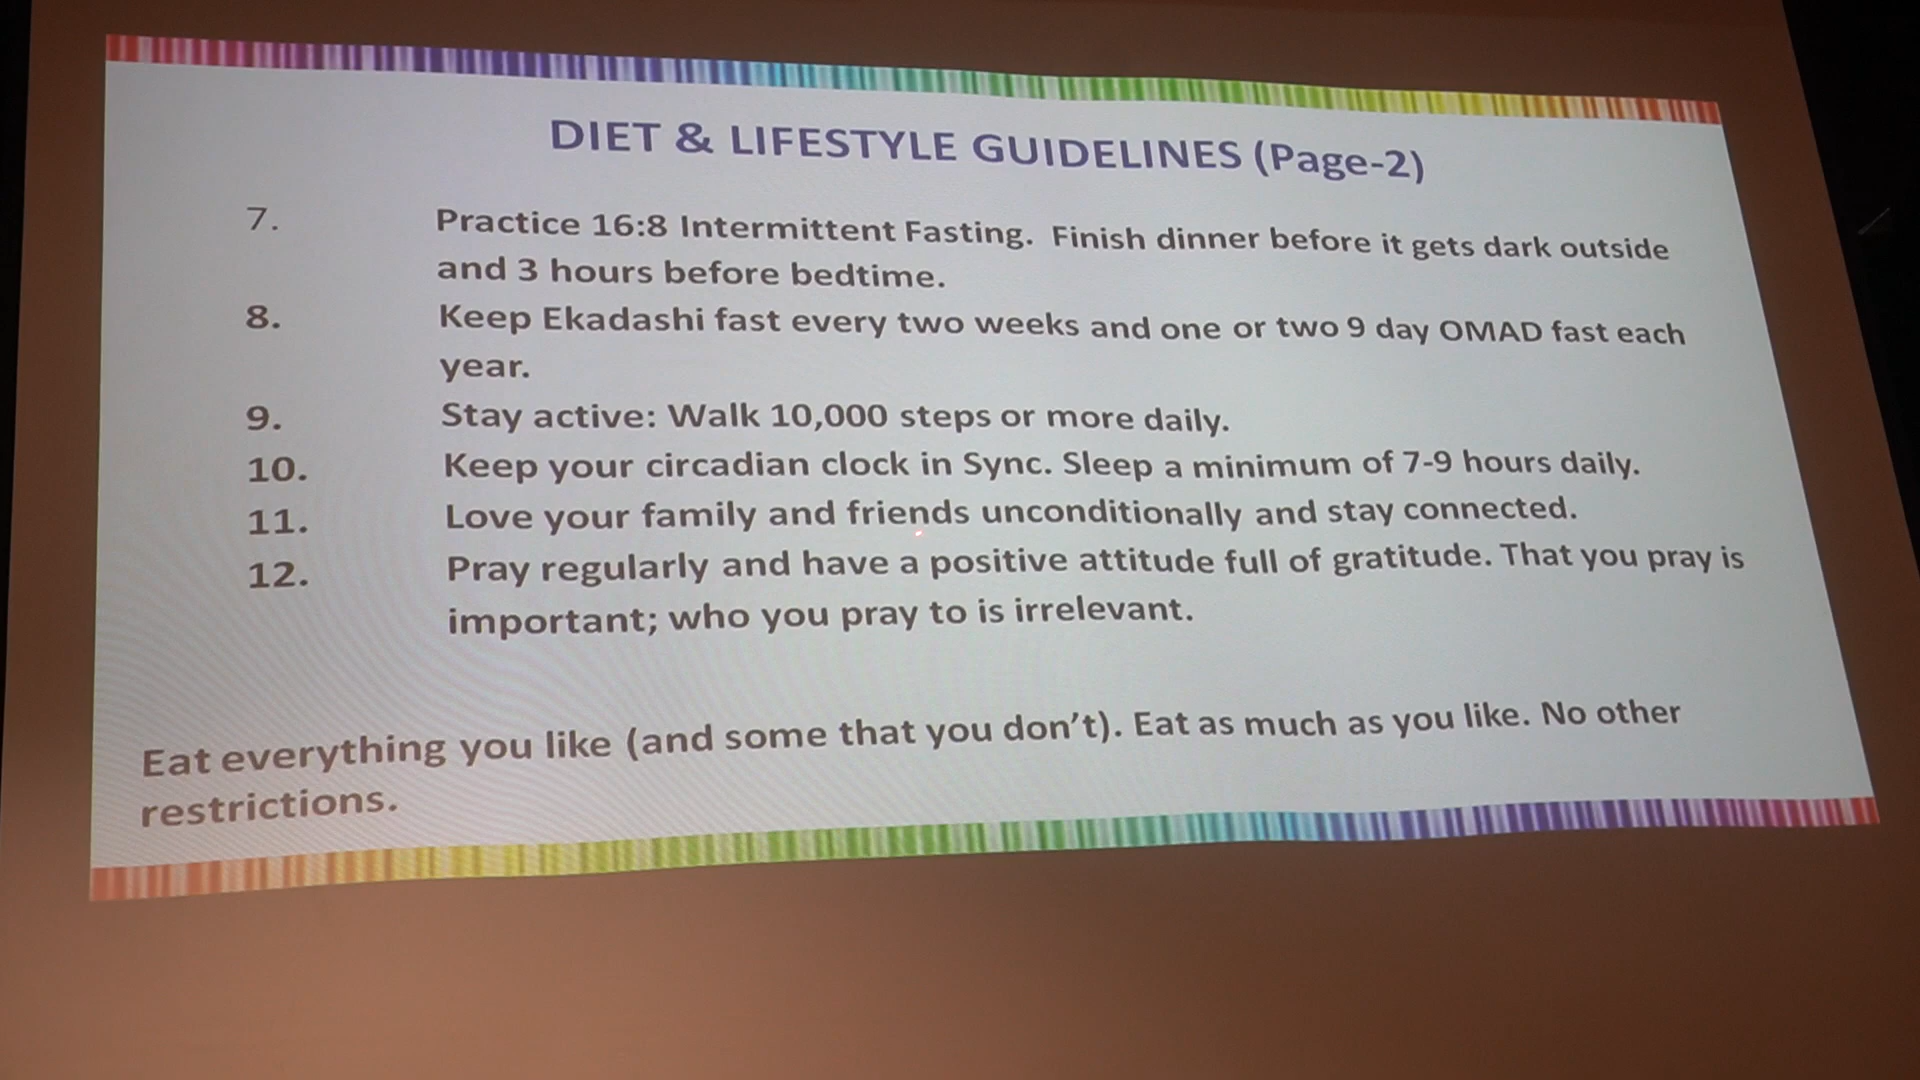 DIET & LIFESTYLE GUIDELINES (Page-2)
7. Practice 16:8 Intermittent Fasting. Finish dinner before it gets dark outside
and 3 hours before bedtime.
8. Keep Ekadashi fast every two weeks and one or two 9 day OMAD fast each
year.
9. Stay active: Walk 10,000 steps or more daily.
10. Keep your circadian clock in Sync. Sleep a minimum of 7-9 hours daily.
11. Love your family and friends unconditionally and stay connected.
12. Pray regularly and have a positive attitude full of gratitude. That you pray is
important; who you pray to is irrelevant.
Eat everything you like (and some that you don't). Eat as much as you like. No other
restrictions.